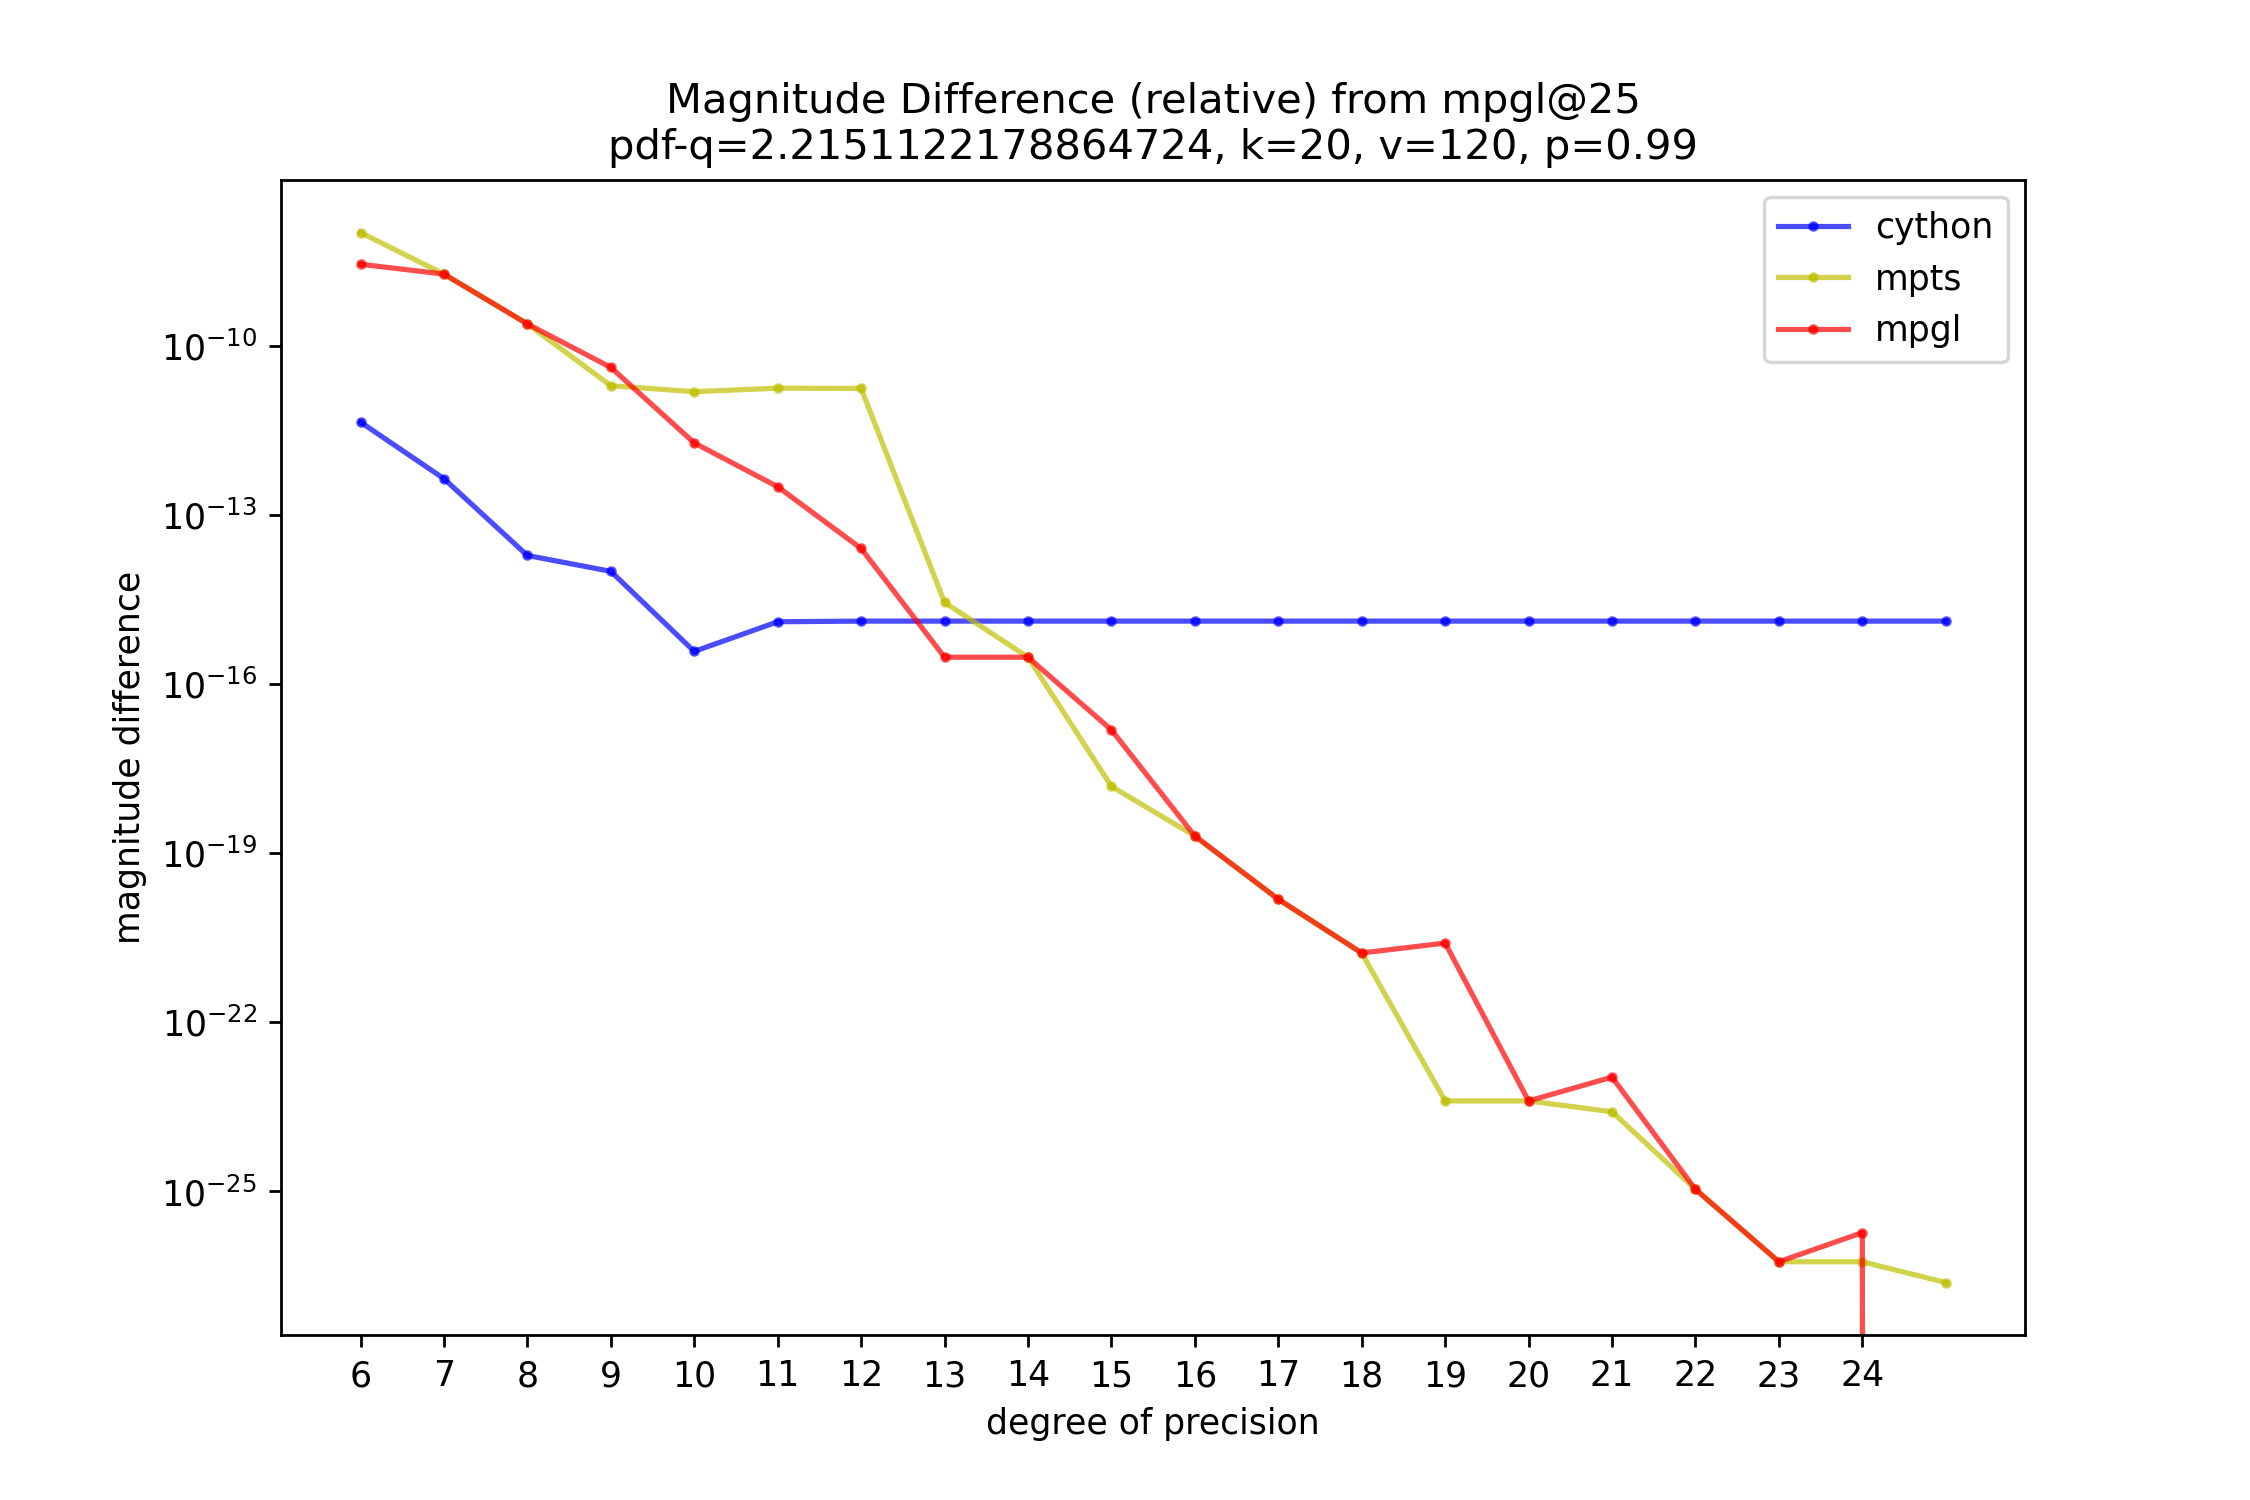 Magnitude Difference (relative) from mpgl@25
pdf-q=2.2151122178864724, k=20, v=120, p=0.99
cython
mpts
mpgl
magnitude difference
10⁻¹⁰
10⁻¹³
10⁻¹⁶
10⁻¹⁹
10⁻²²
10⁻²⁵
6 7 8 9 10 11 12 13 14 15 16 17 18 19 20 21 22 23 24
degree of precision